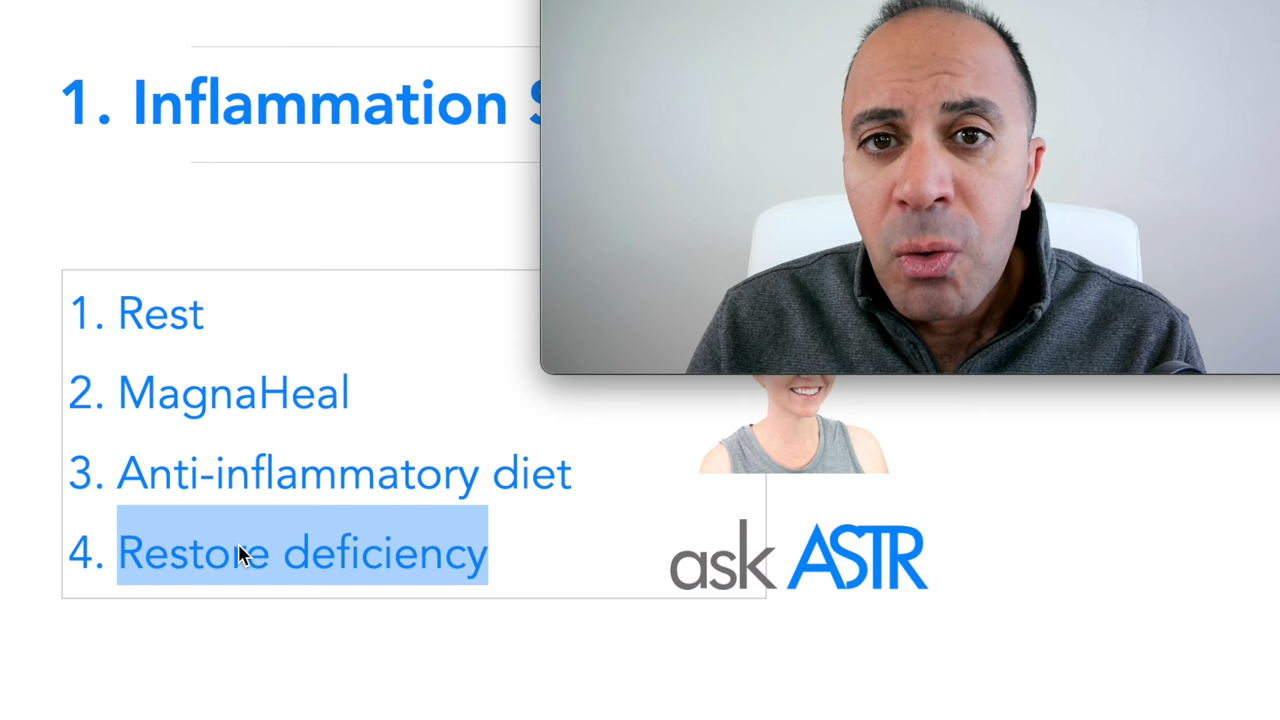 1. Inflammation
1. Rest
2. MagnaHeal
3. Anti-inflammatory diet
4. Restore deficiency
ask ASTR